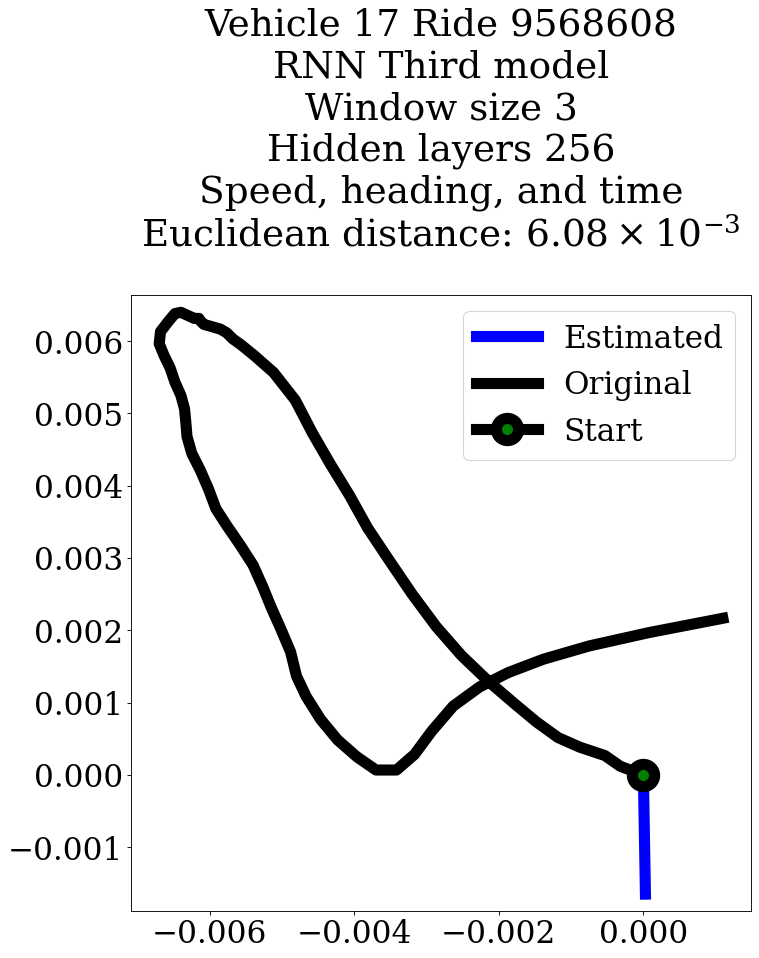 Vehicle 17 Ride 9568608
RNN Third model
Window size 3
Hidden layers 256
Speed, heading, and time
Euclidean distance: 6.08 × 10⁻³
Estimated
Original
Start
0.006
0.005
0.004
0.003
0.002
0.001
0.000
−0.001
−0.006 −0.004 −0.002 0.000